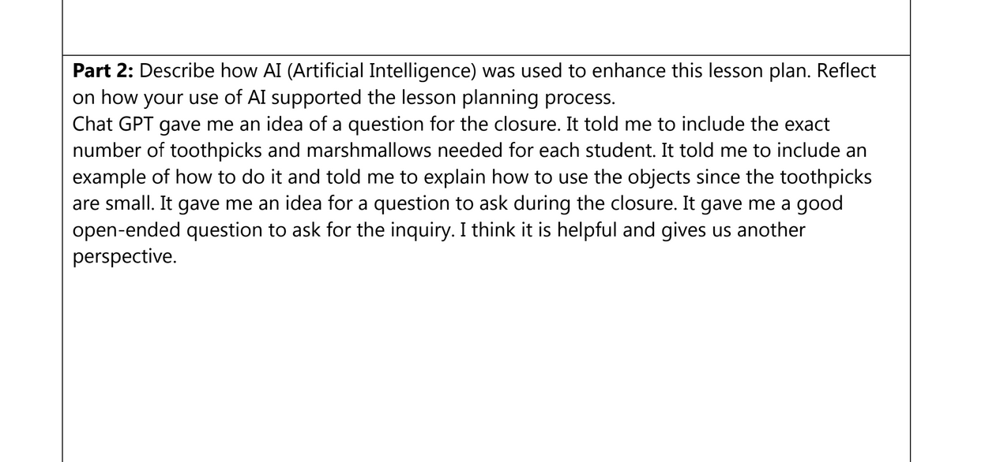 Part 2: Describe how AI (Artificial Intelligence) was used to enhance this lesson plan. Reflect
on how your use of AI supported the lesson planning process.
Chat GPT gave me an idea of a question for the closure. It told me to include the exact
number of toothpicks and marshmallows needed for each student. It told me to include an
example of how to do it and told me to explain how to use the objects since the toothpicks
are small. It gave me an idea for a question to ask during the closure. It gave me a good
open-ended question to ask for the inquiry. I think it is helpful and gives us another
perspective.